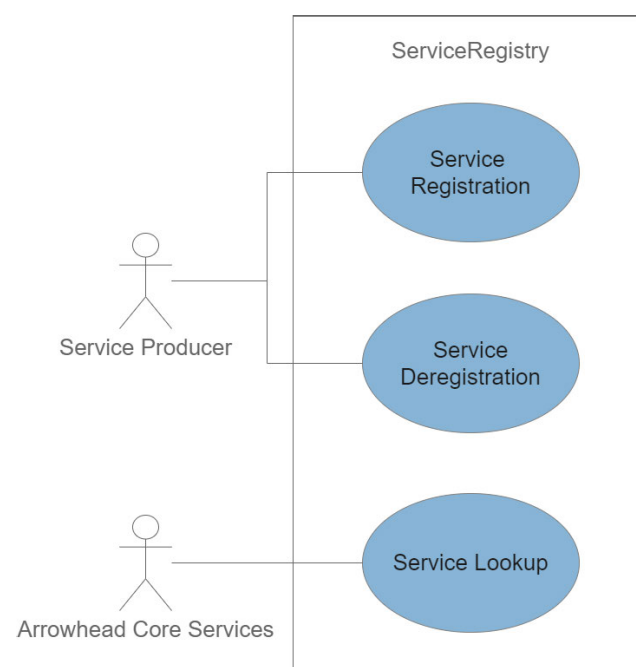 ServiceRegistry
Service
Registration
Service Producer
Service
Deregistration
Service Lookup
Arrowhead Core Services